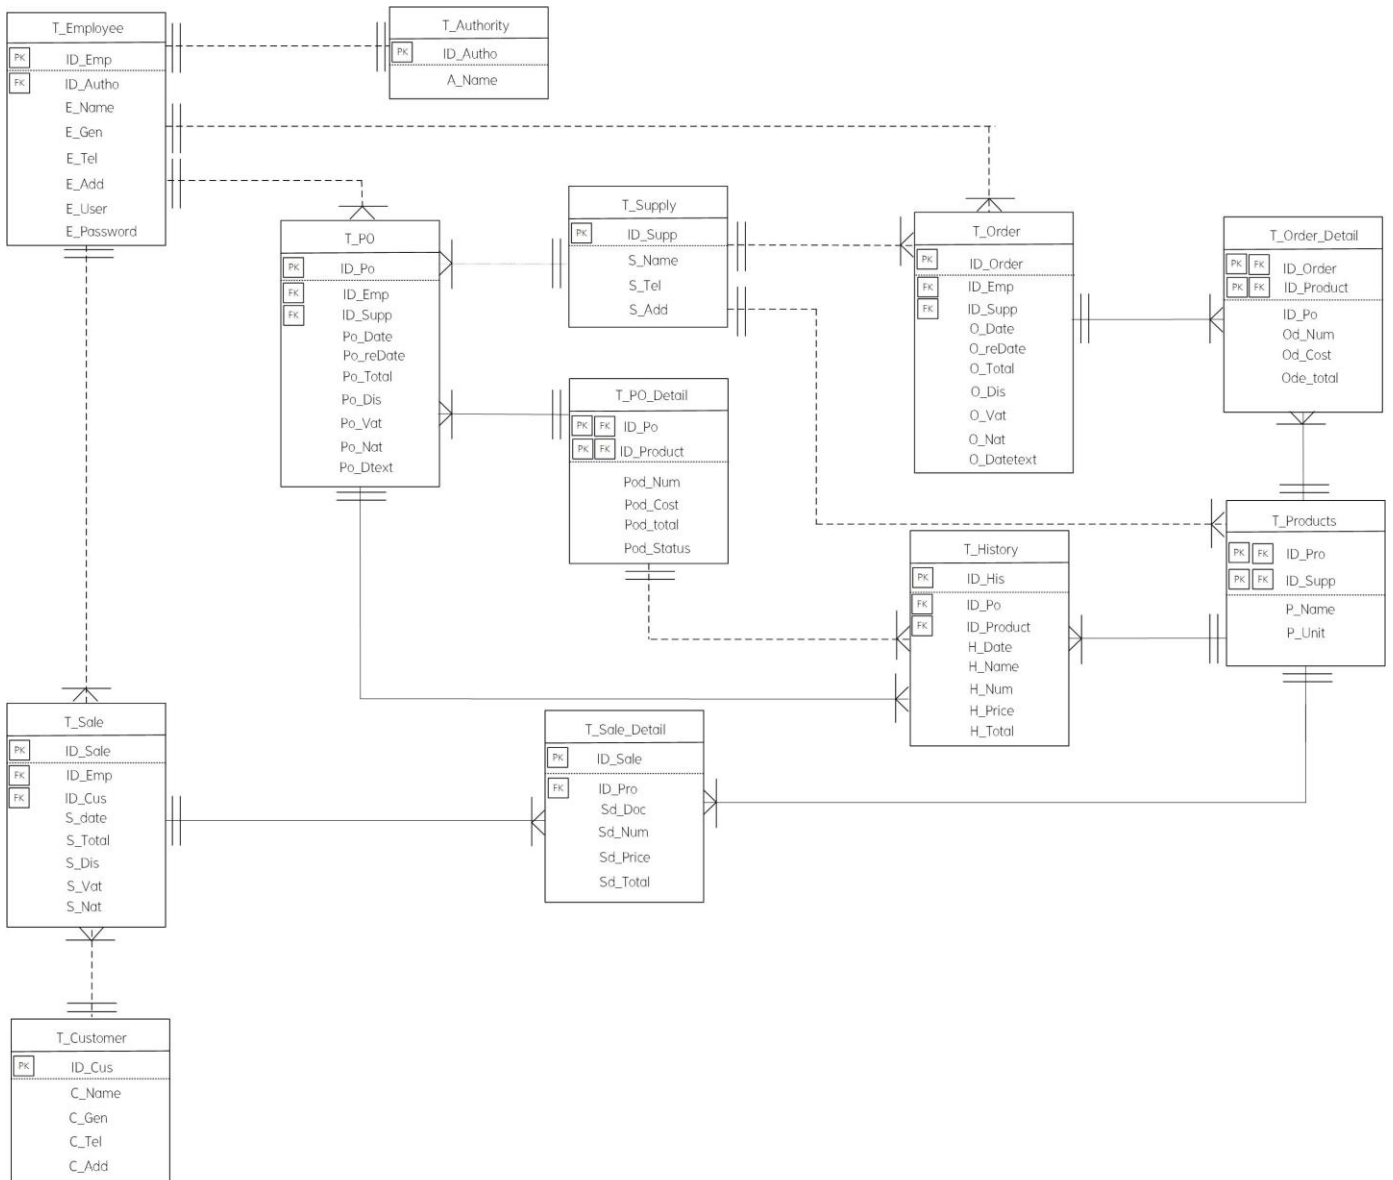 T_Employee
PK ID_Emp
FK ID_Autho
E_Name
E_Gen
E_Tel
E_Add
E_User
E_Password
T_Authority
PK ID_Autho
A_Name
T_PO
PK ID_Po
FK ID_Emp
FK ID_Supp
Po_Date
Po_reDate
Po_Total
Po_Dis
Po_Vat
Po_Nat
Po_Dtext
T_Supply
PK ID_Supp
S_Name
S_Tel
S_Add
T_Order
PK ID_Order
FK ID_Emp
FK ID_Supp
O_Date
O_reDate
O_Total
O_Dis
O_Vat
O_Nat
O_Datetext
T_Order_Detail
PK FK ID_Order
PK FK ID_Product
ID_Po
Od_Num
Od_Cost
Ode_total
T_PO_Detail
PK FK ID_Po
PK FK ID_Product
Pod_Num
Pod_Cost
Pod_total
Pod_Status
T_History
PK ID_His
FK ID_Po
FK ID_Product
H_Date
H_Name
H_Num
H_Price
H_Total
T_Products
PK FK ID_Pro
PK FK ID_Supp
P_Name
P_Unit
T_Sale
PK ID_Sale
FK ID_Emp
FK ID_Cus
S_date
S_Total
S_Dis
S_Vat
S_Nat
T_Sale_Detail
PK ID_Sale
FK ID_Pro
Sd_Doc
Sd_Num
Sd_Price
Sd_Total
T_Customer
PK ID_Cus
C_Name
C_Gen
C_Tel
C_Add